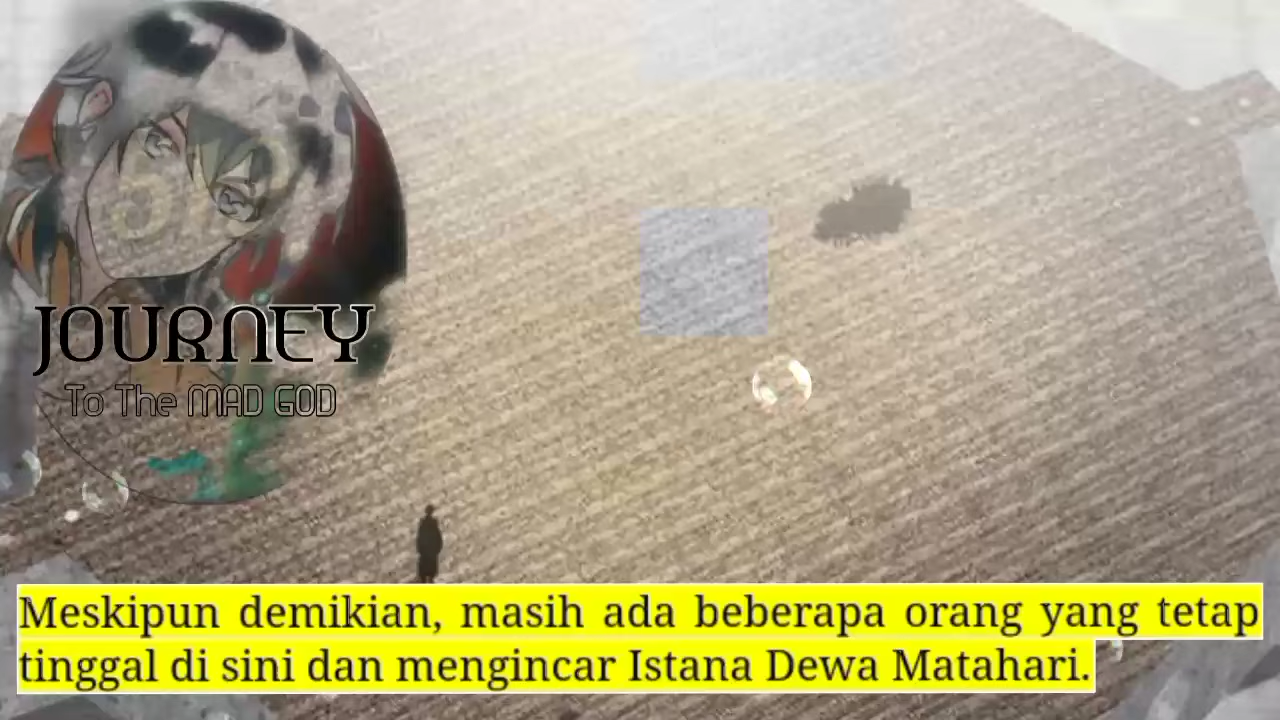 JOURNEY
To The MAD GOD
Meskipun demikian, masih ada beberapa orang yang tetap
tinggal di sini dan mengincar Istana Dewa Matahari.